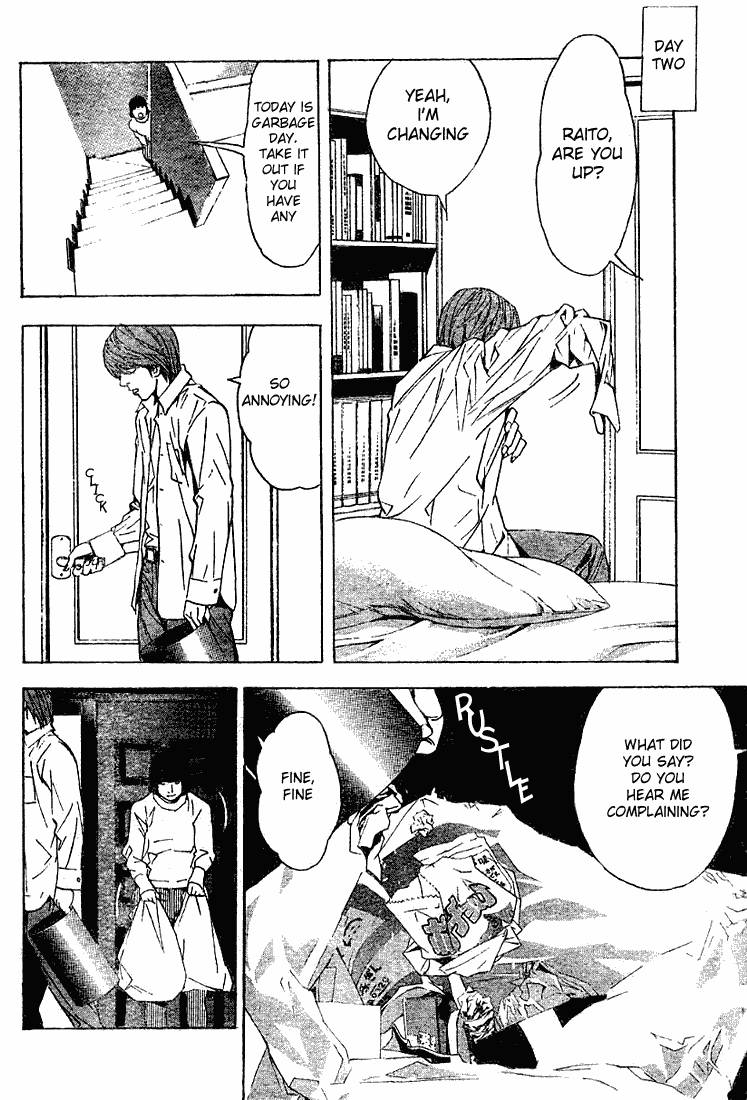 DAY
TWO
RAITO,
ARE YOU
UP?
YEAH,
I'M
CHANGING
TODAY IS
GARBAGE
DAY.
TAKE IT
OUT IF
YOU
HAVE
ANY
SO
ANNOYING!
CLICK
WHAT DID
YOU SAY?
DO YOU
HEAR ME
COMPLAINING?
RUSTLE
FINE,
FINE